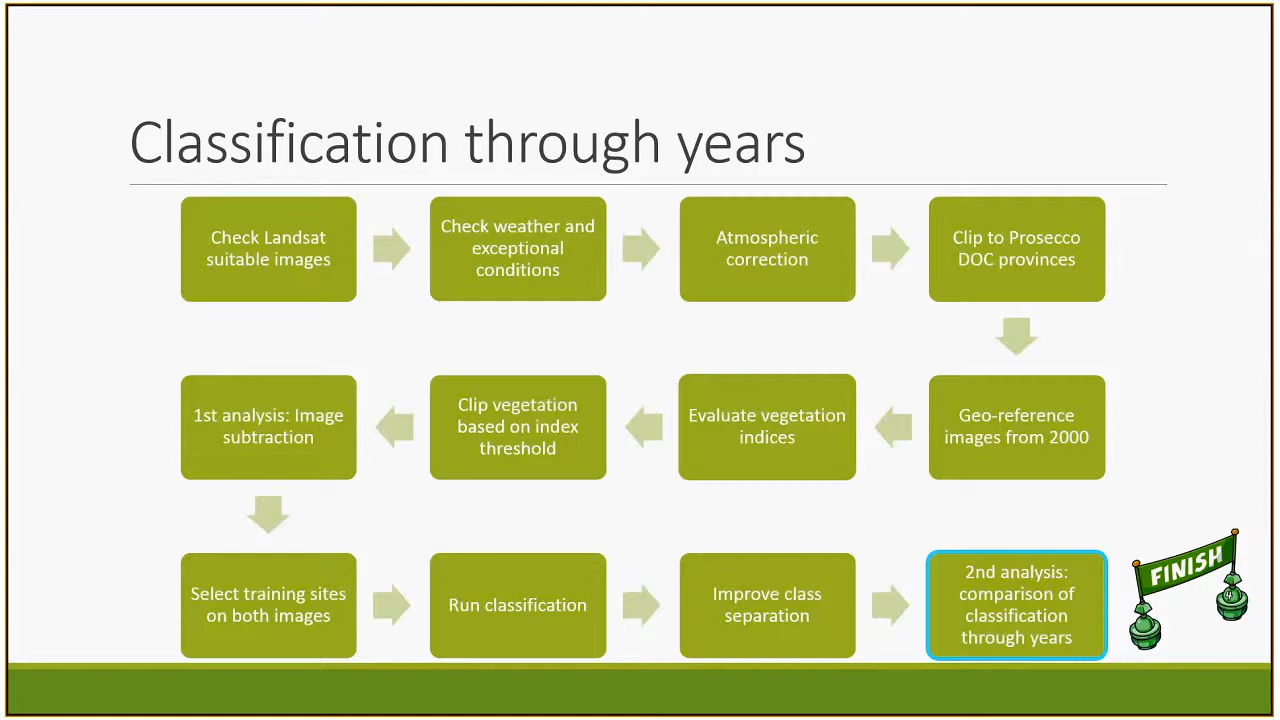 Classification through years
Check Landsat
suitable images
Check weather and
exceptional
conditions
Atmospheric
correction
Clip to Prosecco
DOC provinces
Geo-reference
images from 2000
Evaluate vegetation
indices
Clip vegetation
based on index
threshold
1st analysis: Image
subtraction
Select training sites
on both images
Run classification
Improve class
separation
2nd analysis:
comparison of
classification
through years
FINISH